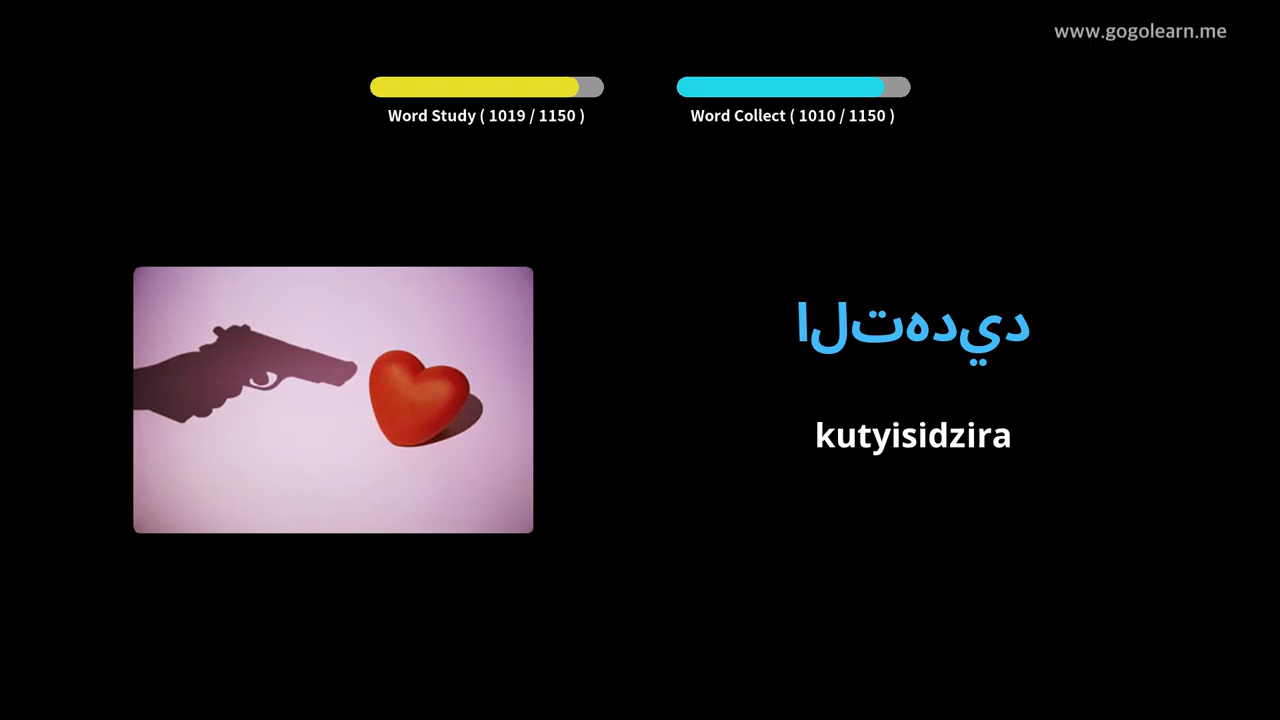 www.gogolearn.me
Word Study ( 1019 / 1150 )
Word Collect ( 1010 / 1150 )
التهديد
kutyisidzira